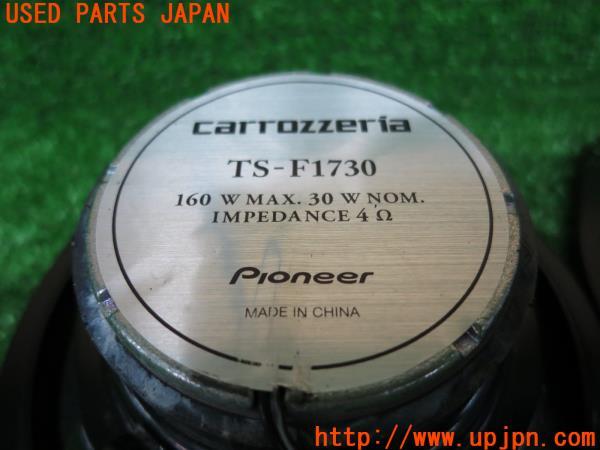 USED PARTS JAPAN
carrozzeria
TS-F1730
160 W MAX. 30 W NOM.
IMPEDANCE 4 Ω
Pioneer
MADE IN CHINA
http://www.upjpn.com